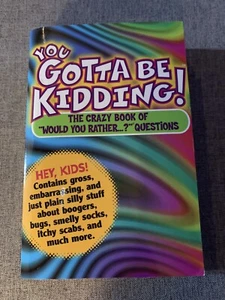 YOU
GOTTA BE
KIDDING!
THE CRAZY BOOK OF
"WOULD YOU RATHER...?" QUESTIONS
HEY, KIDS!
Contains gross,
embarrassing, and
just plain silly stuff
about boogers,
bugs, smelly socks,
itchy scabs, and
much more.